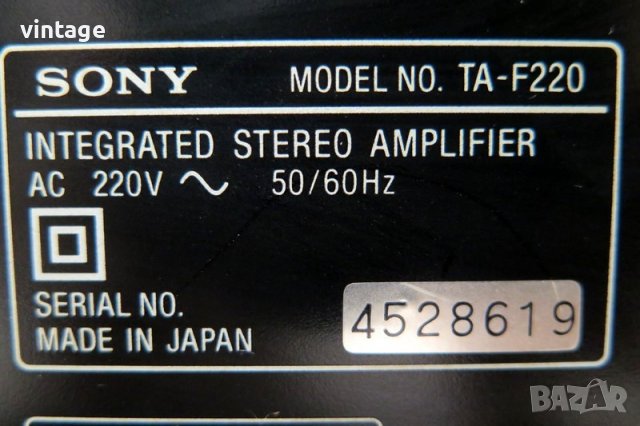 vintage
SONY MODEL NO. TA-F220
INTEGRATED STEREO AMPLIFIER
AC 220V ~ 50/60Hz
SERIAL NO. 4528619
MADE IN JAPAN
BAZAR